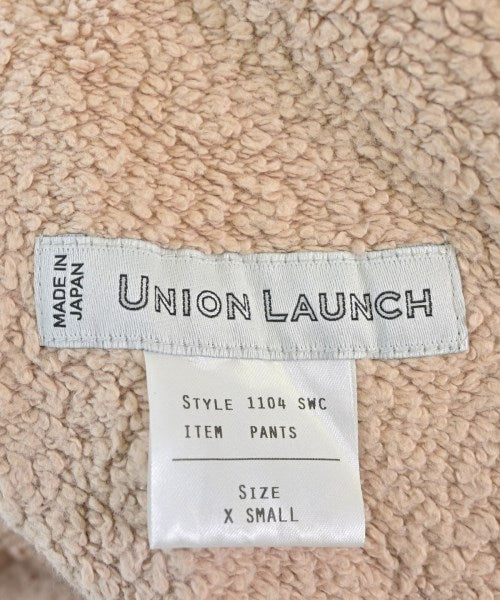 MADE IN
JAPAN
UNION LAUNCH
STYLE 1104 SWC
ITEM PANTS
SIZE
X SMALL